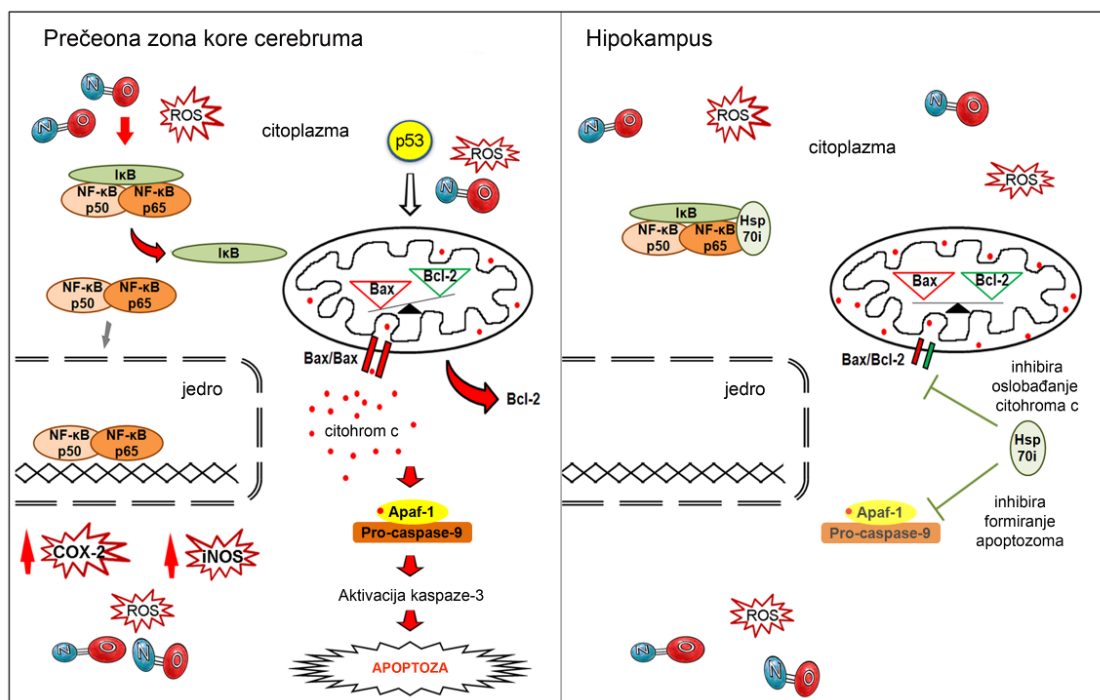 Prečeona zona kore cerebruma
N O
N O
ROS
citoplazma
p53
ROS
N O
IκB
NF-κB
p50
NF-κB
p65
IκB
NF-κB
p50
NF-κB
p65
Bax
Bcl-2
Bax/Bax
Bcl-2
jedro
citohrom c
NF-κB
p50
NF-κB
p65
Apaf-1
Pro-caspase-9
COX-2
iNOS
Aktivacija kaspaze-3
ROS
N O
N O
APOPTOZA
Hipokampus
N O
ROS
N O
citoplazma
ROS
IκB
NF-κB
p50
NF-κB
p65
Hsp
70i
Bax
Bcl-2
Bax/Bcl-2
jedro
inhibira
oslobađanje
citohroma c
Hsp
70i
Apaf-1
Pro-caspase-9
inhibira
formiranje
apoptozoma
ROS
N O
N O